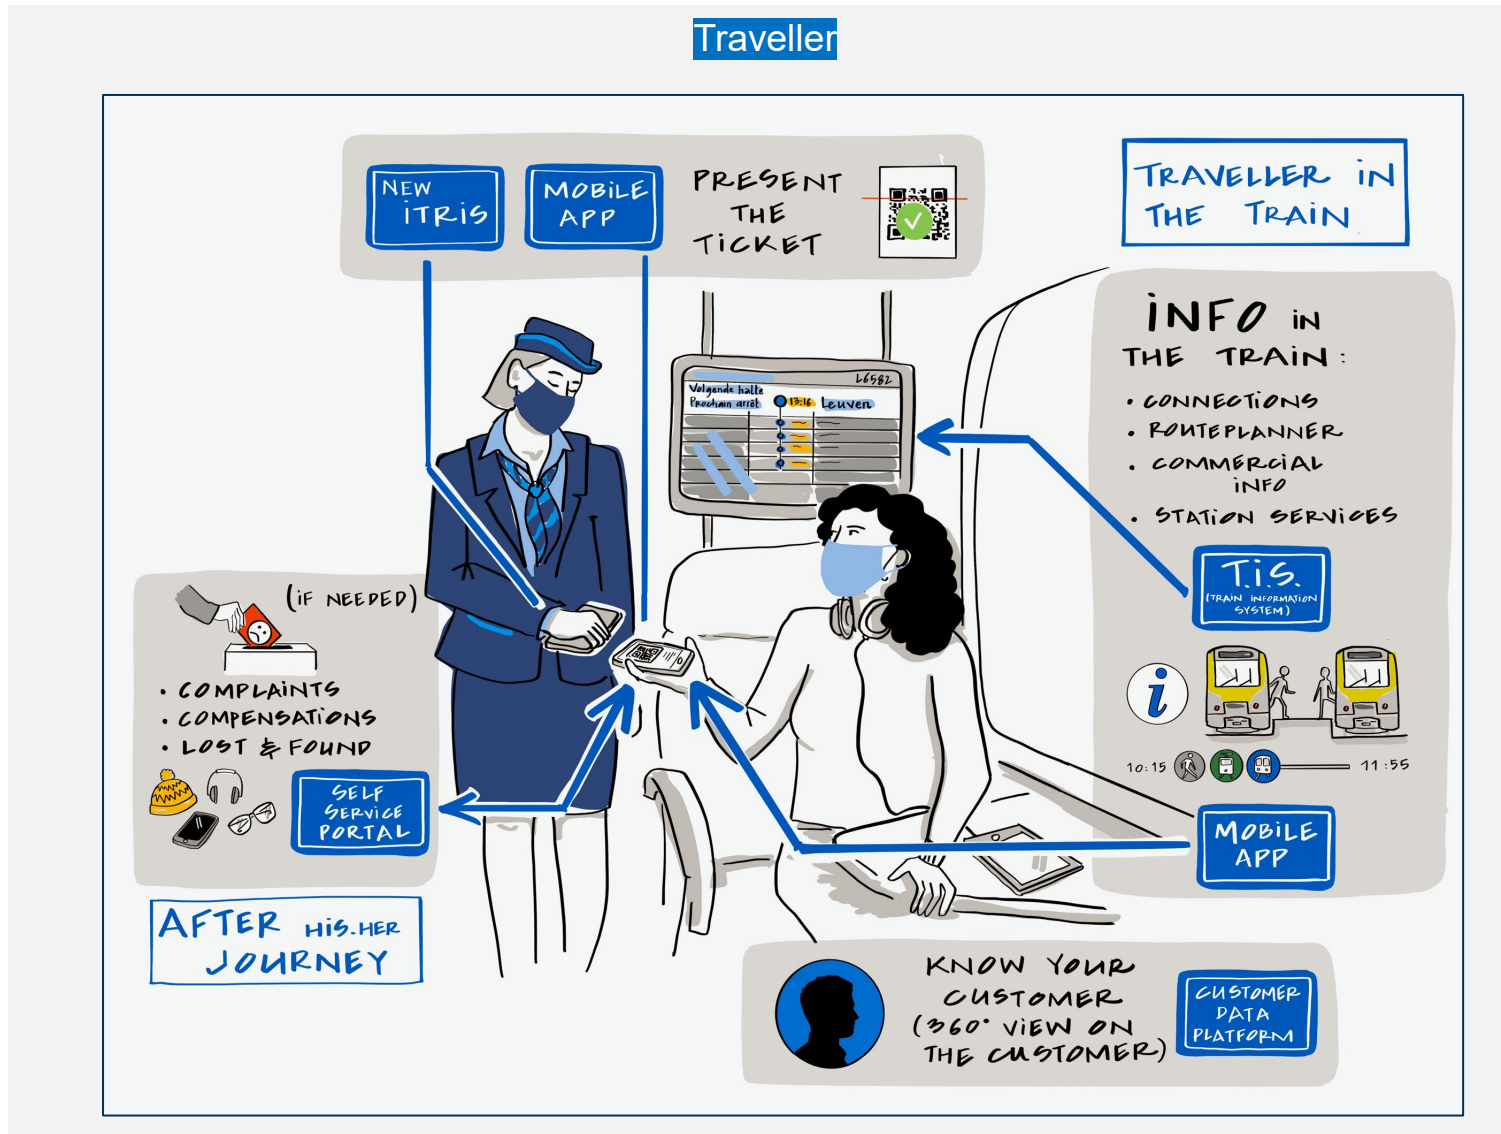 Traveller
NEW
iTRiS
MOBiLE
APP
PRESENT
THE
TiCKET
TRAVELLER iN
THE TRAiN
iNFO iN
THE TRAiN :
• CONNECTiONS
• ROUTEPLANNER
• COMMERCiAL
iNFO
• STATiON SERViCES
T.i.S.
(TRAiN iNFORMATiON
SYSTEM)
10:15
11:55
MOBiLE
APP
L6582
Volgende halte
Prochain arrêt
13:16
Leuven
(iF NEEDED)
• COMPLAiNTS
• COMPENSATiONS
• LOST & FOUND
SELF
SERViCE
PORTAL
AFTER HiS.HER
JOURNEY
KNOW YOUR
CUSTOMER
(360° ViEW ON
THE CUSTOMER)
CUSTOMER
DATA
PLATFORM